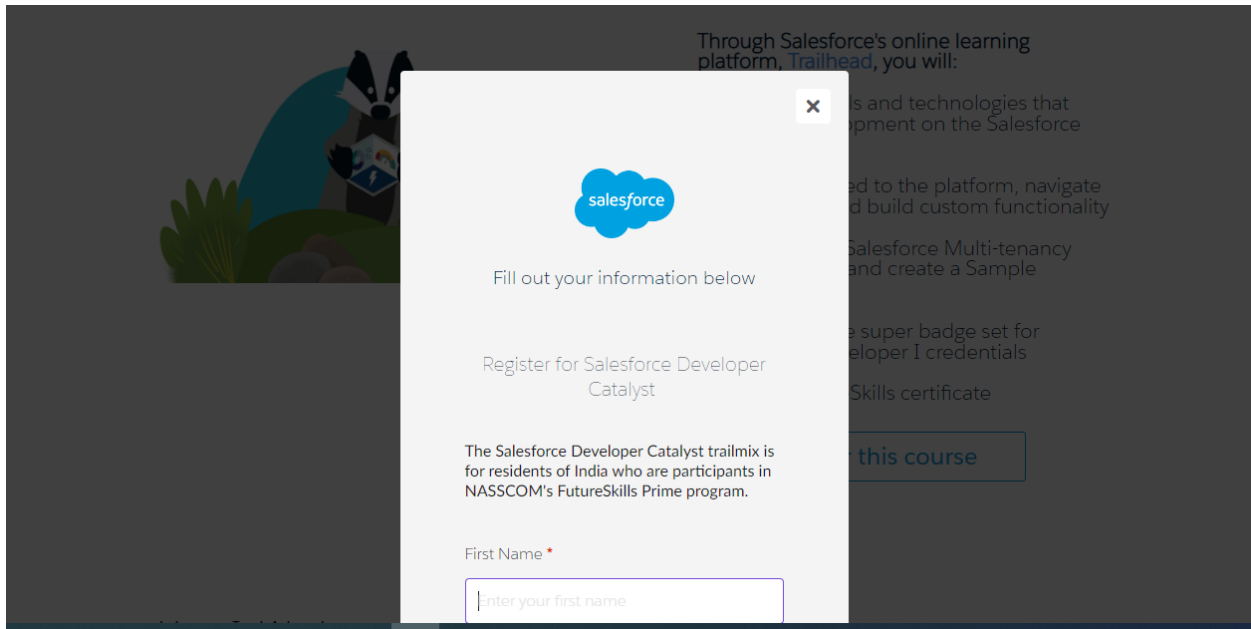 Through Salesforce's online learning
platform, Trailhead, you will:
ls and technologies that
opment on the Salesforce
ed to the platform, navigate
d build custom functionality
Salesforce Multi-tenancy
and create a Sample
e super badge set for
eloper I credentials
Skills certificate
this course
salesforce
Fill out your information below
Register for Salesforce Developer
Catalyst
The Salesforce Developer Catalyst trailmix is
for residents of India who are participants in
NASSCOM's FutureSkills Prime program.
First Name *
Enter your first name